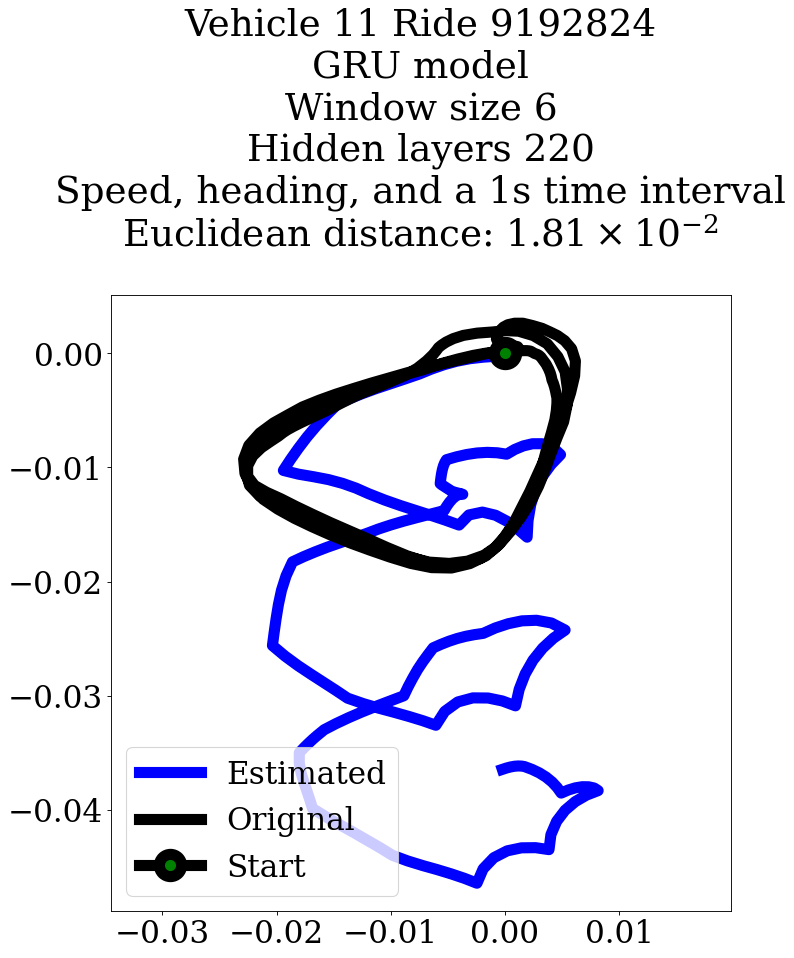 Vehicle 11 Ride 9192824
GRU model
Window size 6
Hidden layers 220
Speed, heading, and a 1s time interval
Euclidean distance: 1.81 × 10⁻²
0.00
−0.01
−0.02
−0.03
−0.04
Estimated
Original
Start
−0.03 −0.02 −0.01 0.00 0.01